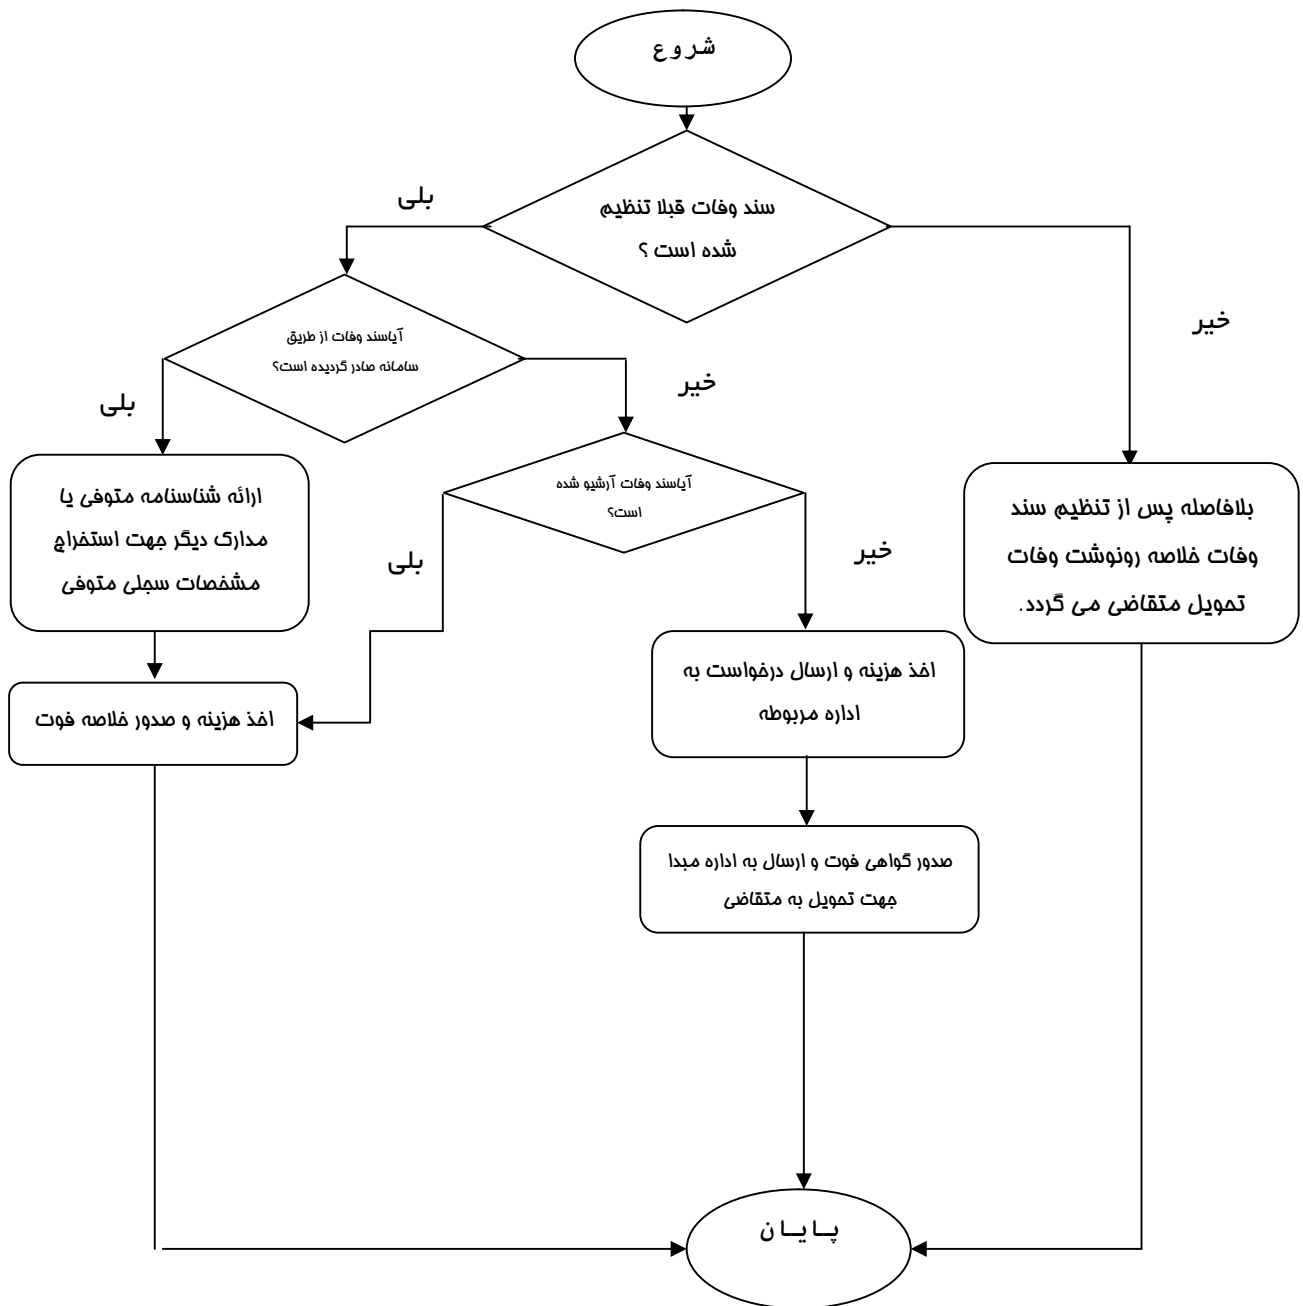 شروع
سند وفات قبلا تنظیم
شده است ؟
بلی
خیر
آیاسند وفات از طریق
سامانه صادر گردیده است؟
بلی
خیر
آیاسند وفات آرشیو شده
است؟
بلی
خیر
ارائه شناسنامه متوفی یا
مدارک دیگر جهت استخراج
مشخصات سجلی متوفی
بلافاصله پس از تنظیم سند
وفات خلاصه رونوشت وفات
تحویل متقاضی می گردد.
اخذ هزینه و صدور خلاصه فوت
اخذ هزینه و ارسال درخواست به
اداره مربوطه
صدور گواهی فوت و ارسال به اداره مبدا
جهت تحویل به متقاضی
پــایــان